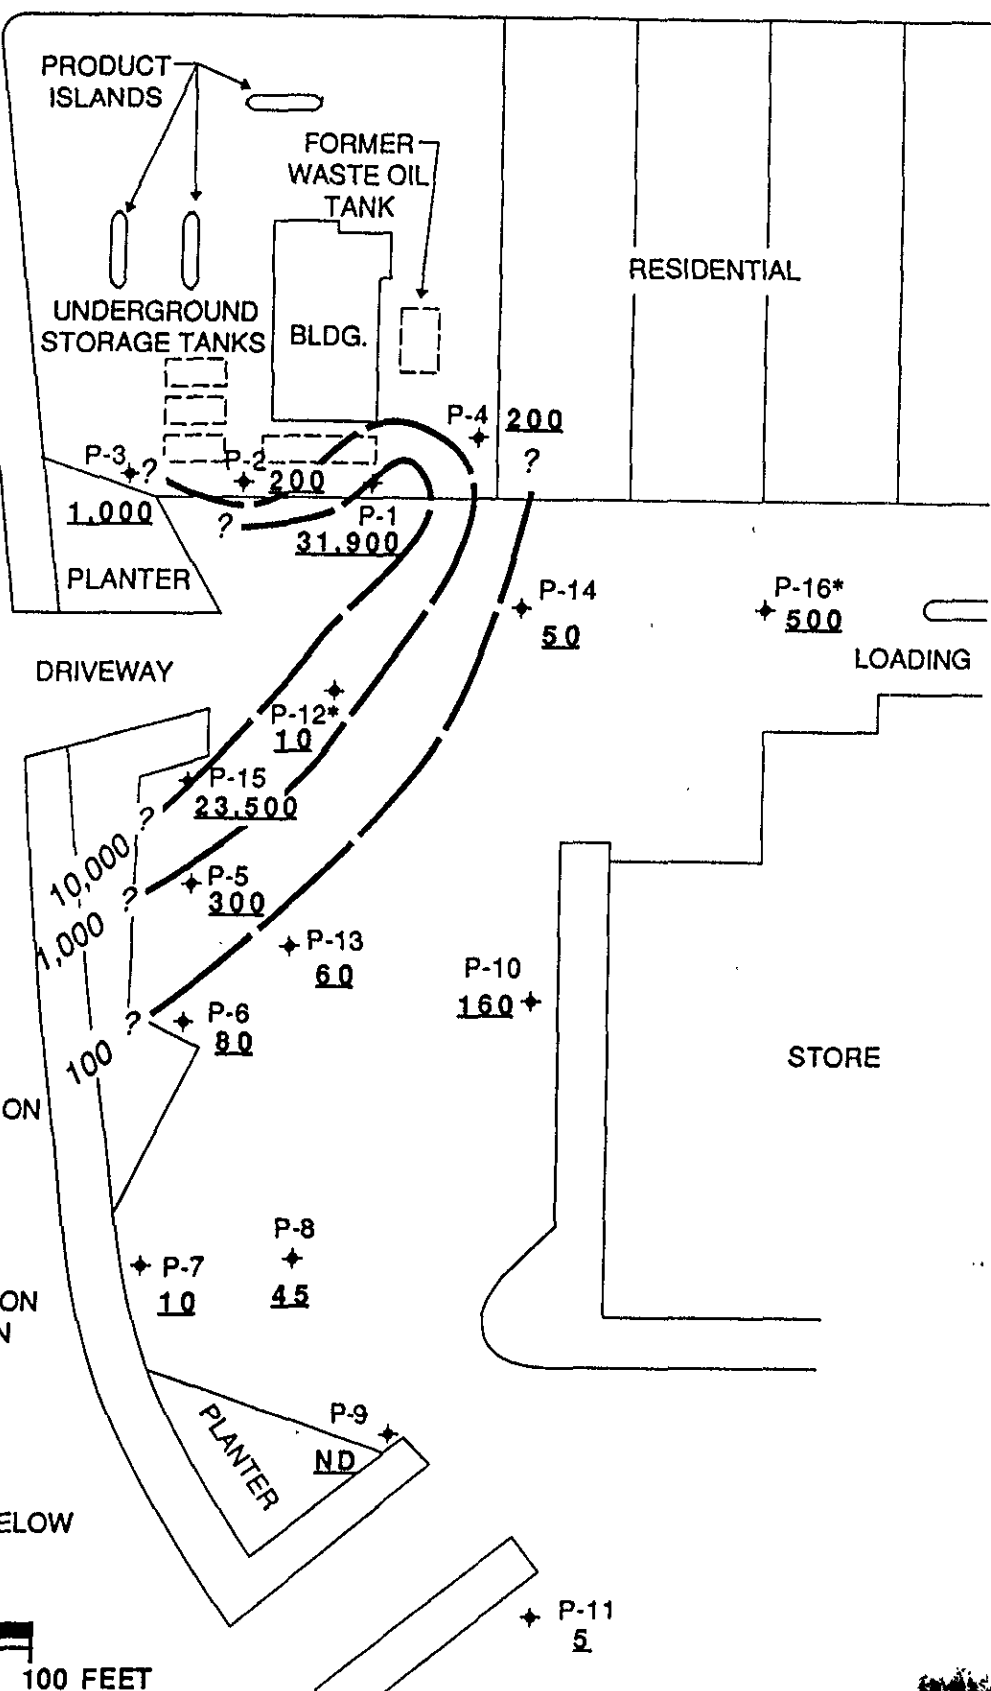 PRODUCT
ISLANDS
FORMER
WASTE OIL
TANK
RESIDENTIAL
UNDERGROUND
STORAGE TANKS
BLDG.
P-4
200
?
P-3
?
P-2
200
1,000
?
P-1
31,900
PLANTER
P-14
50
P-16*
500
LOADING
DRIVEWAY
P-12*
10
P-15
23,500
?
10,000
P-5
300
?
1,000
P-13
60
P-10
160
P-6
80
?
100
STORE
ON
P-8
45
P-7
10
ON
N
P-9
ND
PLANTER
ELOW
P-11
5
100 FEET